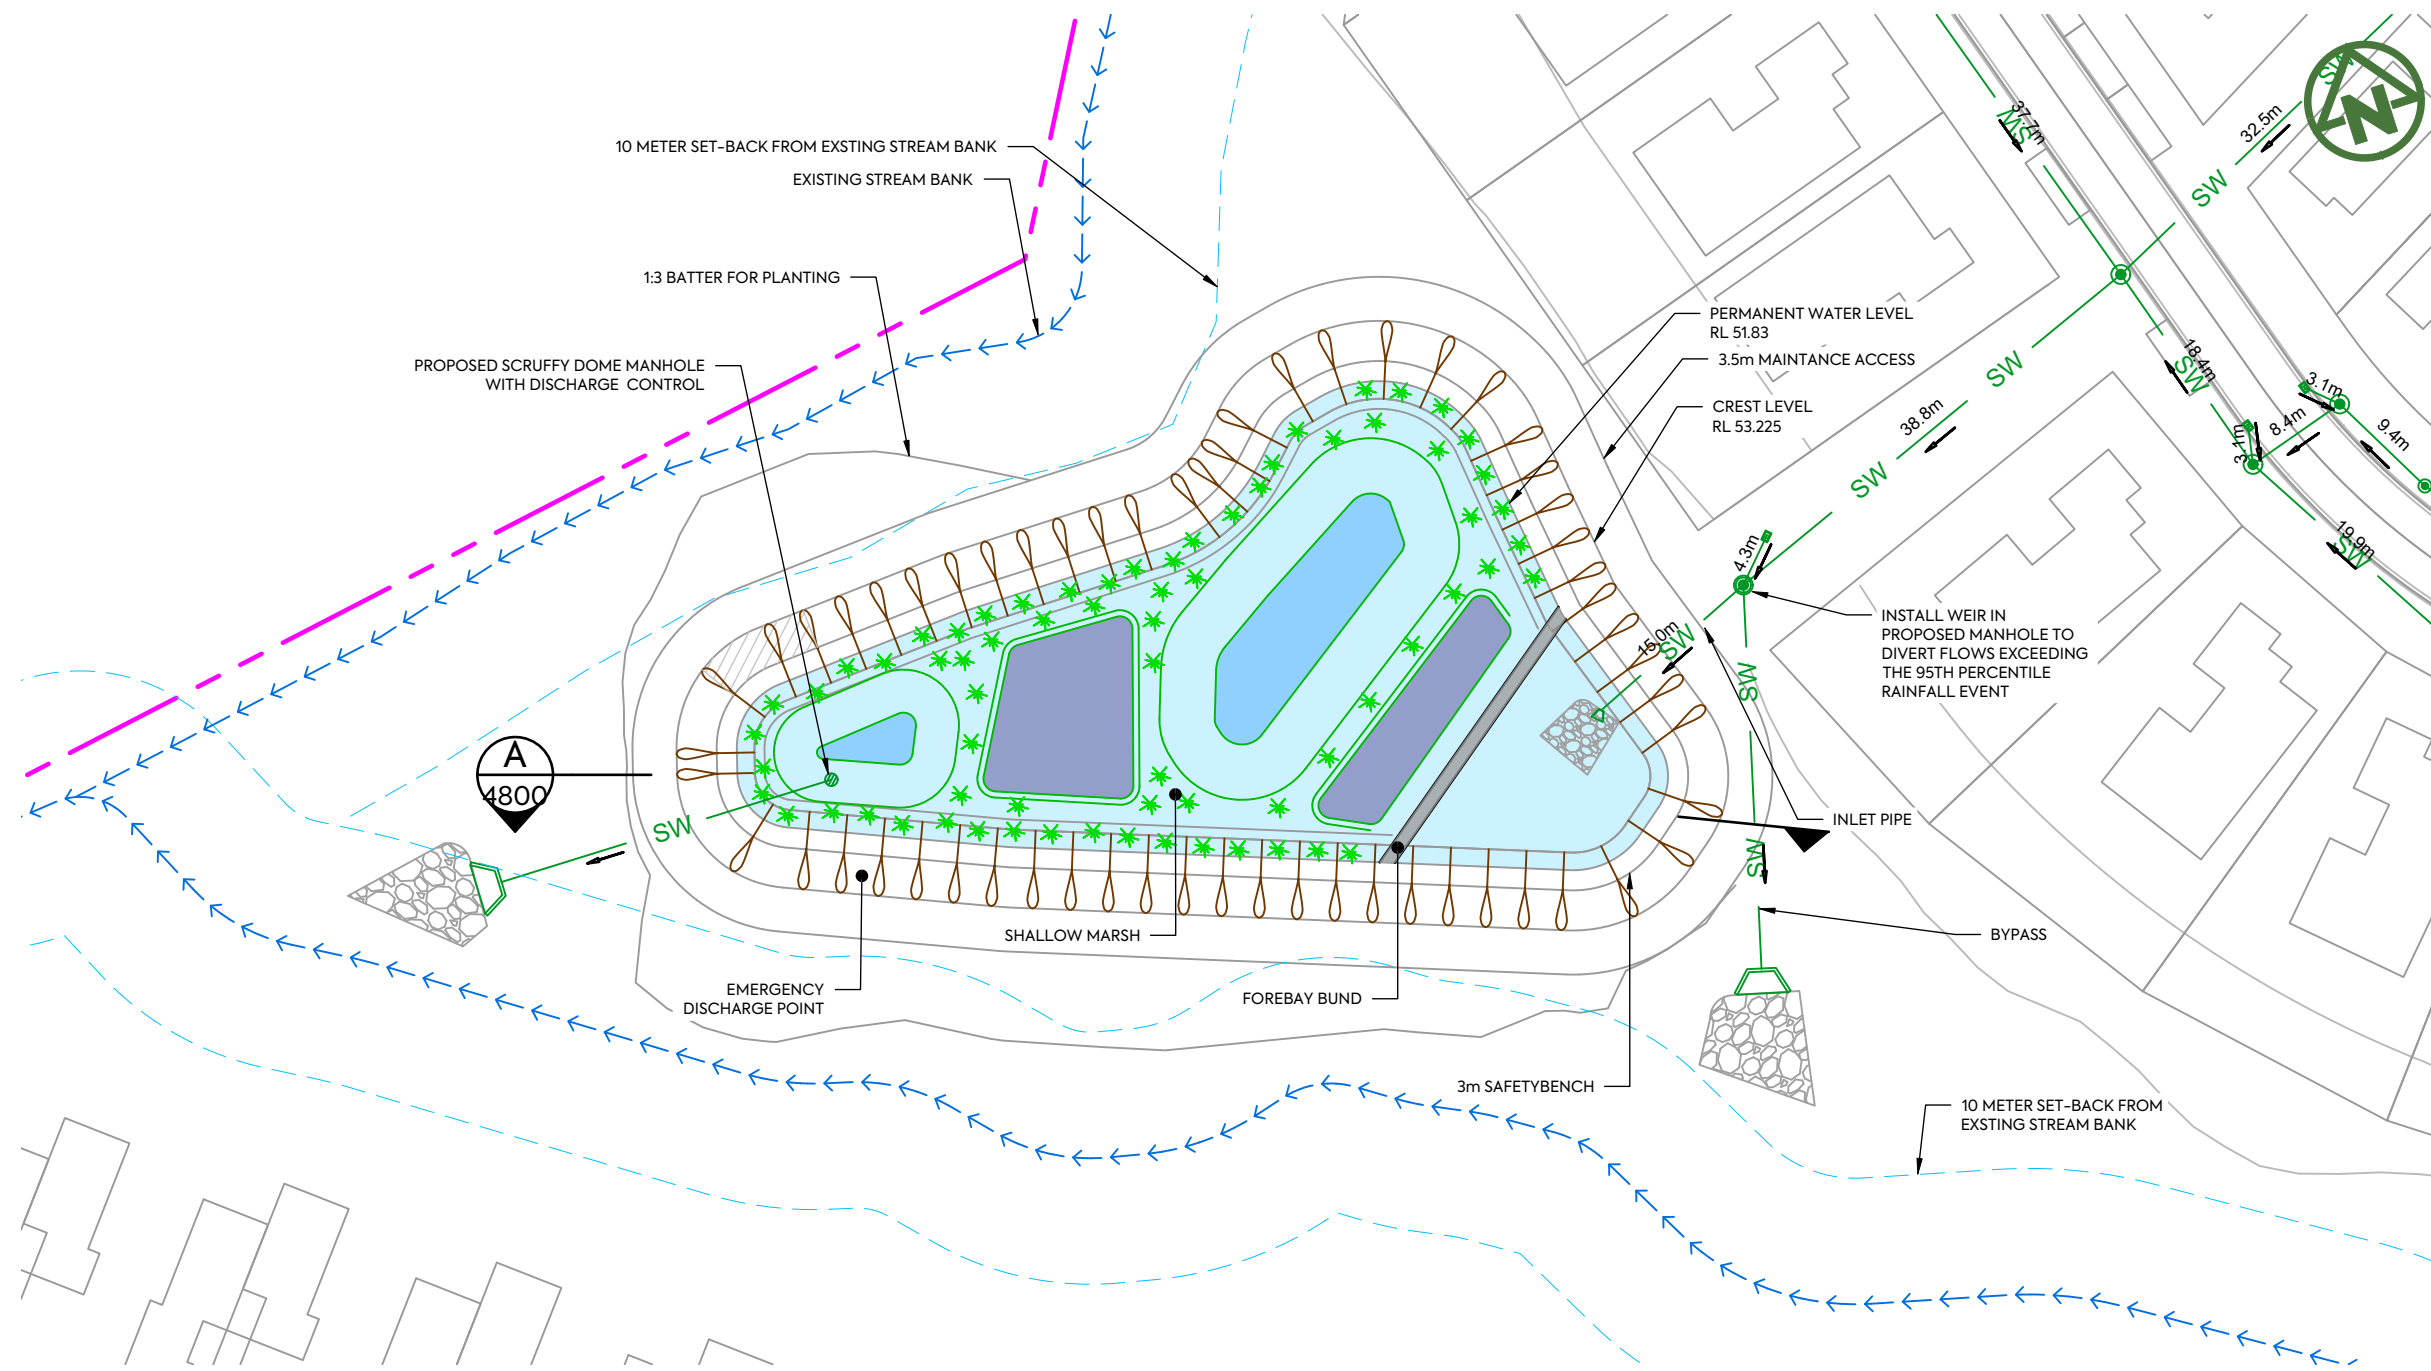 10 METER SET-BACK FROM EXSTING STREAM BANK
EXISTING STREAM BANK
1:3 BATTER FOR PLANTING
PROPOSED SCRUFFY DOME MANHOLE
WITH DISCHARGE CONTROL
PERMANENT WATER LEVEL
RL 51.83
3.5m MAINTANCE ACCESS
CREST LEVEL
RL 53.225
N
SW
32.5m
SW
37.7m
SW
18.4m
SW
3.1m
8.4m
9.4m
3.1m
19.9m
SW
SW
38.8m
SW
4.3m
15.0m
SW
SW
SW
INSTALL WEIR IN
PROPOSED MANHOLE TO
DIVERT FLOWS EXCEEDING
THE 95TH PERCENTILE
RAINFALL EVENT
INLET PIPE
BYPASS
A
4800
SW
SHALLOW MARSH
EMERGENCY
DISCHARGE POINT
FOREBAY BUND
3m SAFETYBENCH
10 METER SET-BACK FROM
EXSTING STREAM BANK